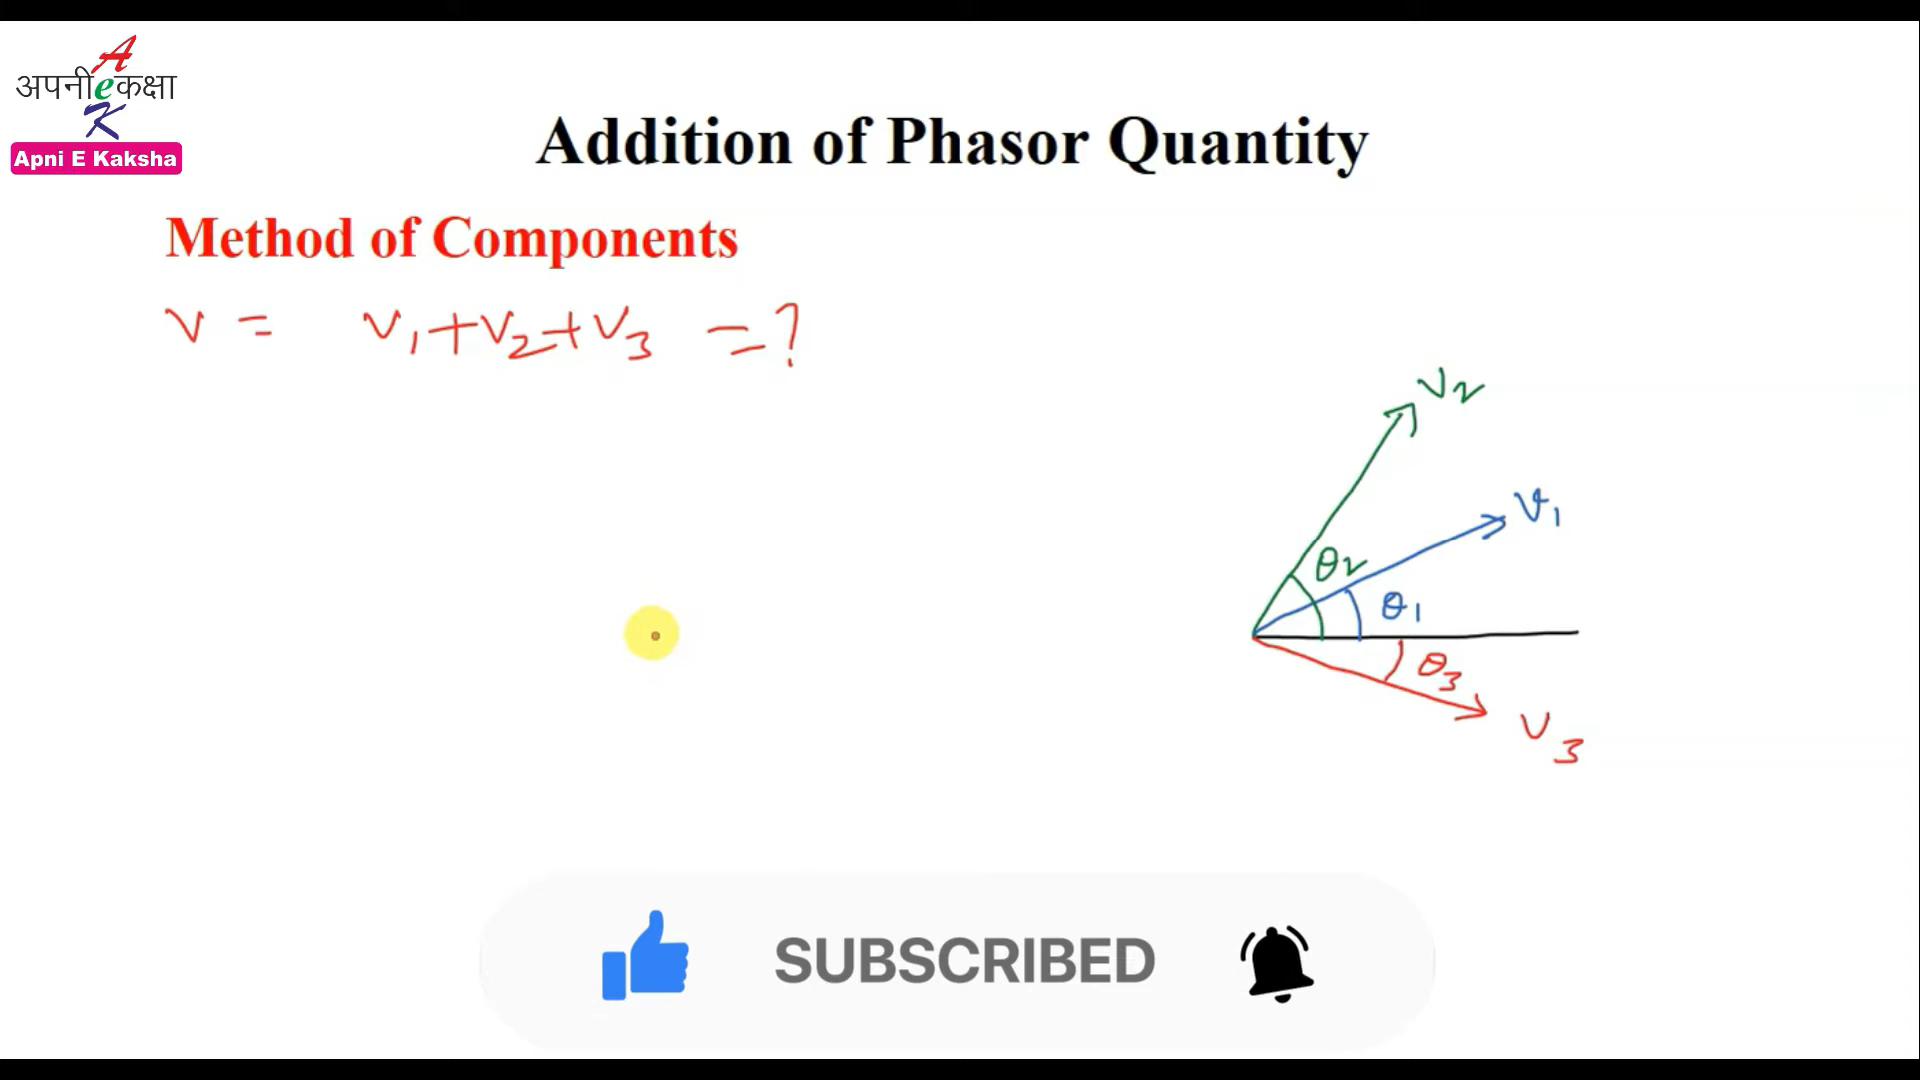 A
अपनीeकक्षा
K
Apni E Kaksha
Addition of Phasor Quantity
Method of Components
V = V₁+V₂+V₃ = ?
V₂
V₁
θ₂
θ₁
θ₃
V₃
SUBSCRIBED